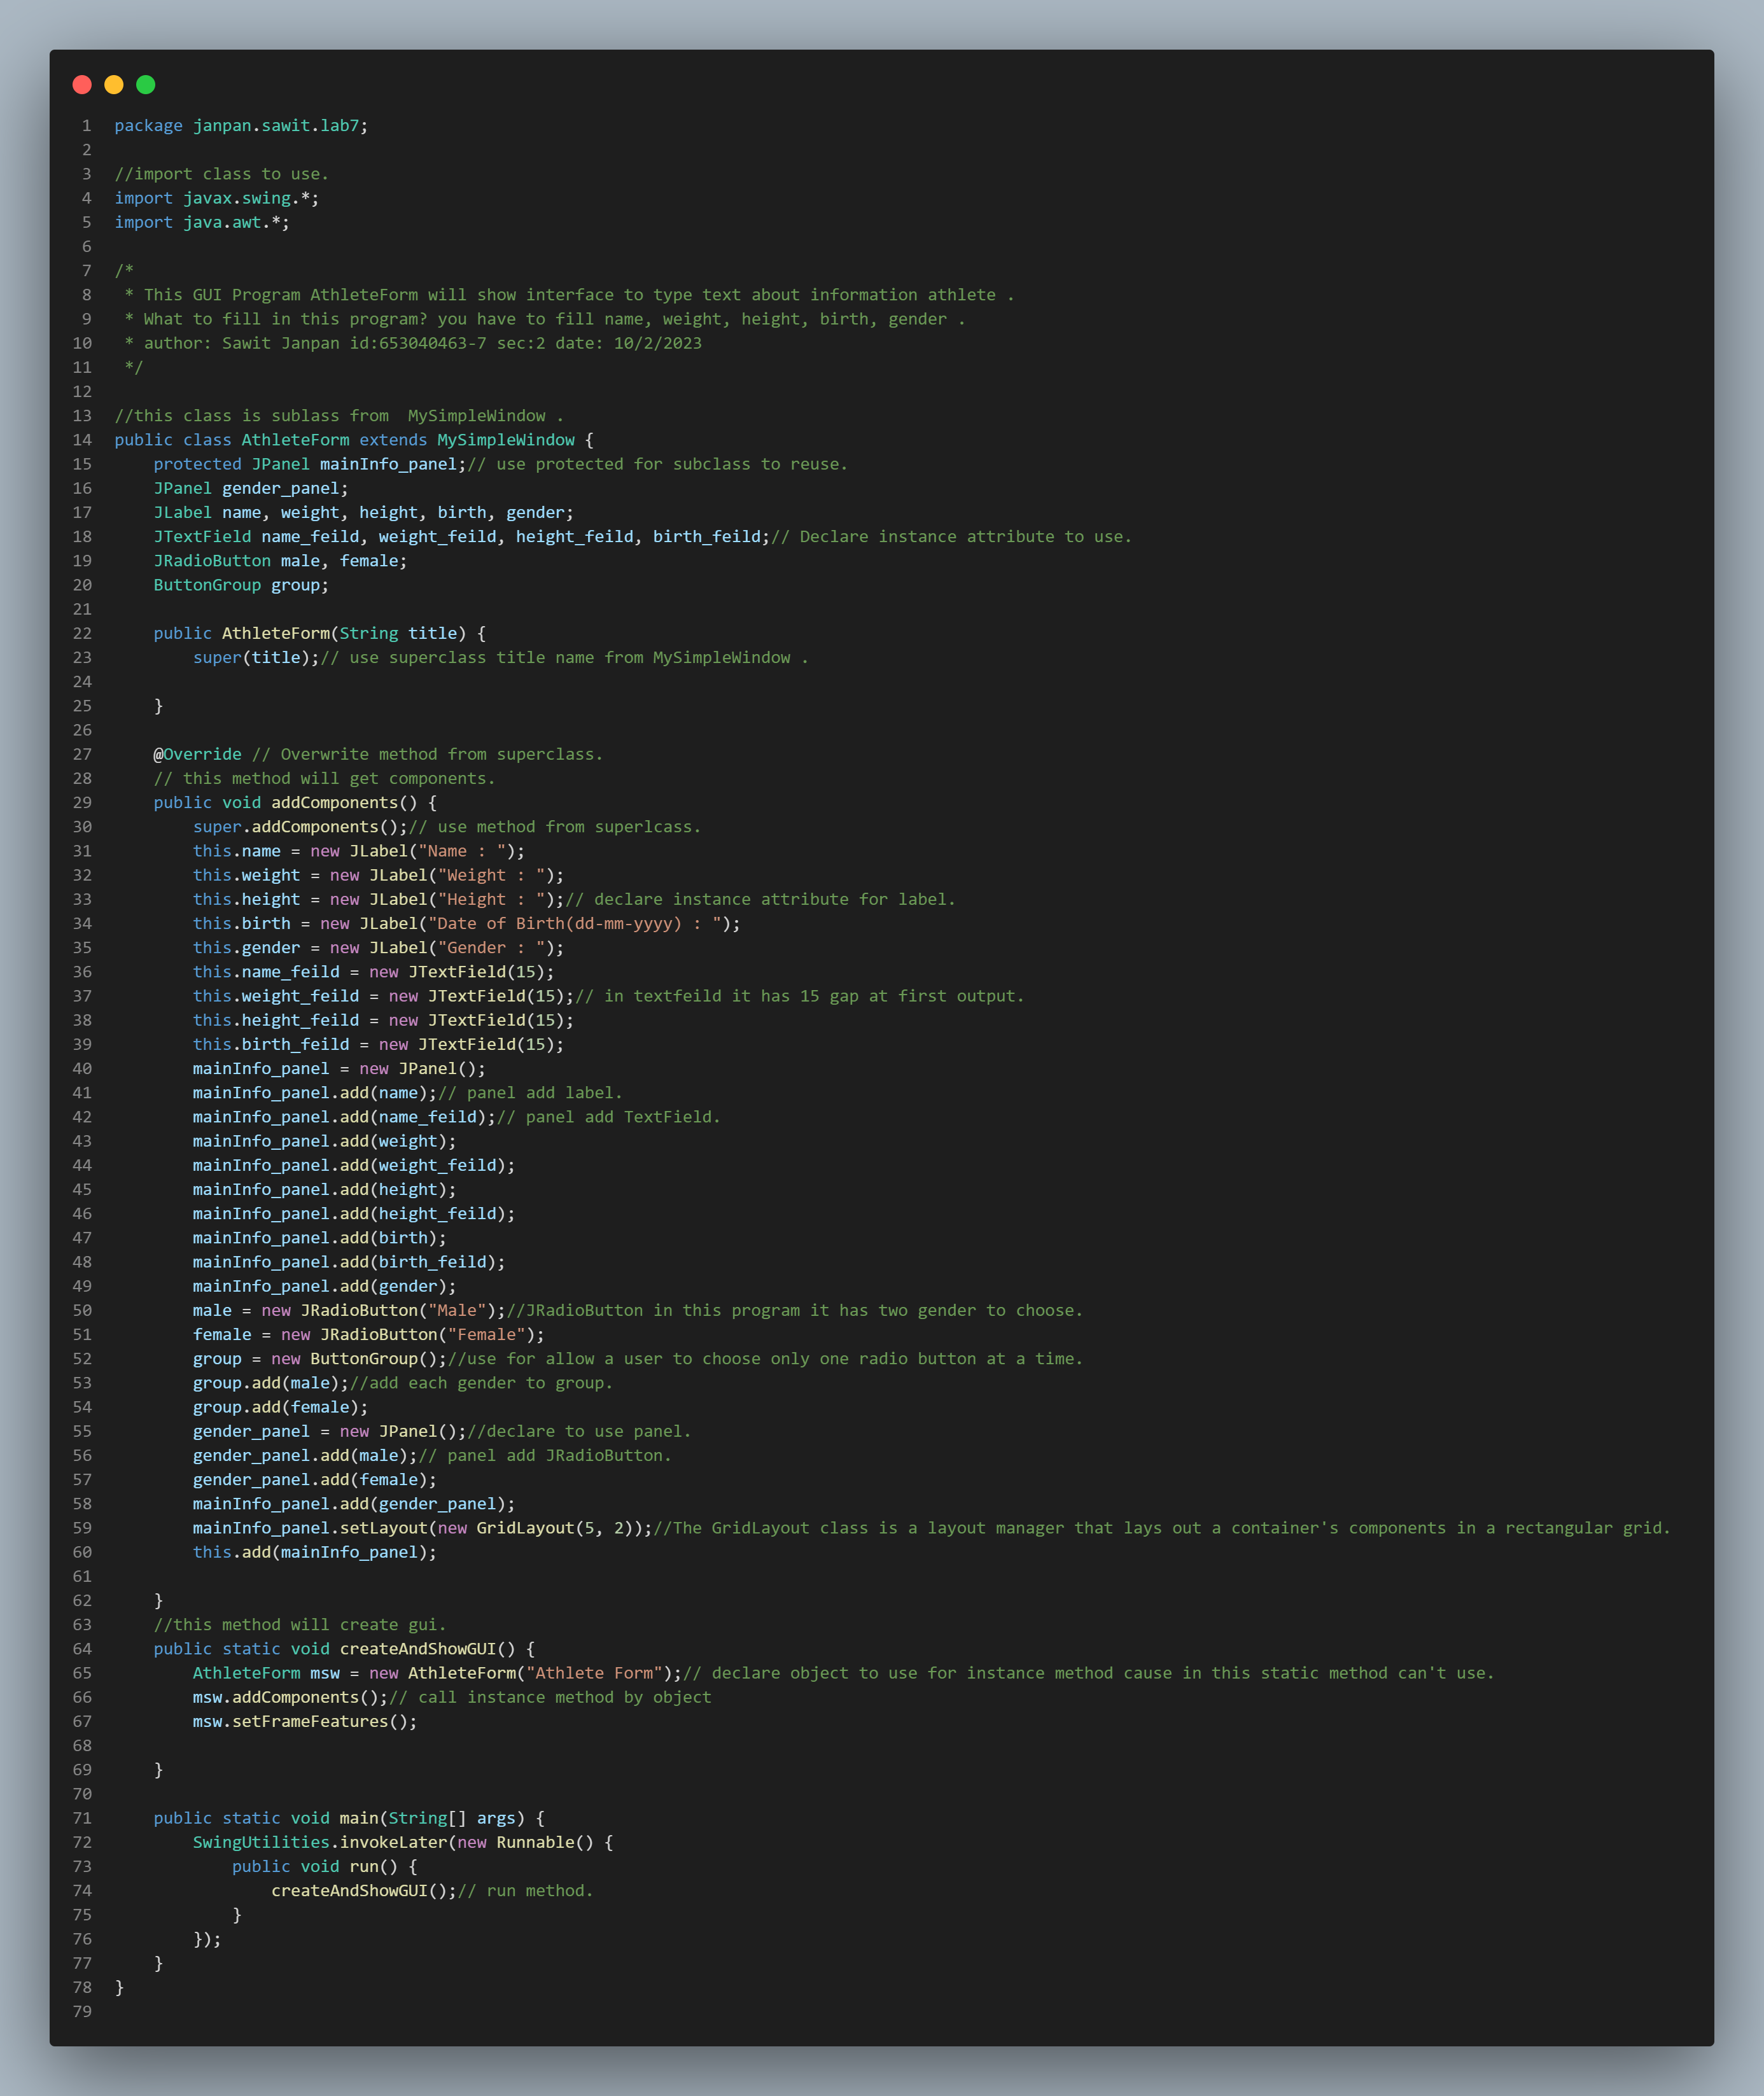 1 package janpan.sawit.lab7;
2
3 //import class to use.
4 import javax.swing.*;
5 import java.awt.*;
6
7 /*
8  * This GUI Program AthleteForm will show interface to type text about information athlete .
9  * What to fill in this program? you have to fill name, weight, height, birth, gender .
10  * author: Sawit Janpan id:653040463-7 sec:2 date: 10/2/2023
11  */
12
13 //this class is sublass from  MySimpleWindow .
14 public class AthleteForm extends MySimpleWindow {
15     protected JPanel mainInfo_panel;// use protected for subclass to reuse.
16     JPanel gender_panel;
17     JLabel name, weight, height, birth, gender;
18     JTextField name_feild, weight_feild, height_feild, birth_feild;// Declare instance attribute to use.
19     JRadioButton male, female;
20     ButtonGroup group;
21
22     public AthleteForm(String title) {
23         super(title);// use superclass title name from MySimpleWindow .
24
25     }
26
27     @Override // Overwrite method from superclass.
28     // this method will get components.
29     public void addComponents() {
30         super.addComponents();// use method from superlcass.
31         this.name = new JLabel("Name : ");
32         this.weight = new JLabel("Weight : ");
33         this.height = new JLabel("Height : ");// declare instance attribute for label.
34         this.birth = new JLabel("Date of Birth(dd-mm-yyyy) : ");
35         this.gender = new JLabel("Gender : ");
36         this.name_feild = new JTextField(15);
37         this.weight_feild = new JTextField(15);// in textfeild it has 15 gap at first output.
38         this.height_feild = new JTextField(15);
39         this.birth_feild = new JTextField(15);
40         mainInfo_panel = new JPanel();
41         mainInfo_panel.add(name);// panel add label.
42         mainInfo_panel.add(name_feild);// panel add TextField.
43         mainInfo_panel.add(weight);
44         mainInfo_panel.add(weight_feild);
45         mainInfo_panel.add(height);
46         mainInfo_panel.add(height_feild);
47         mainInfo_panel.add(birth);
48         mainInfo_panel.add(birth_feild);
49         mainInfo_panel.add(gender);
50         male = new JRadioButton("Male");//JRadioButton in this program it has two gender to choose.
51         female = new JRadioButton("Female");
52         group = new ButtonGroup();//use for allow a user to choose only one radio button at a time.
53         group.add(male);//add each gender to group.
54         group.add(female);
55         gender_panel = new JPanel();//declare to use panel.
56         gender_panel.add(male);// panel add JRadioButton.
57         gender_panel.add(female);
58         mainInfo_panel.add(gender_panel);
59         mainInfo_panel.setLayout(new GridLayout(5, 2));//The GridLayout class is a layout manager that lays out a container's components in a rectangular grid.
60         this.add(mainInfo_panel);
61
62     }
63     //this method will create gui.
64     public static void createAndShowGUI() {
65         AthleteForm msw = new AthleteForm("Athlete Form");// declare object to use for instance method cause in this static method can't use.
66         msw.addComponents();// call instance method by object
67         msw.setFrameFeatures();
68
69     }
70
71     public static void main(String[] args) {
72         SwingUtilities.invokeLater(new Runnable() {
73             public void run() {
74                 createAndShowGUI();// run method.
75             }
76         });
77     }
78 }
79